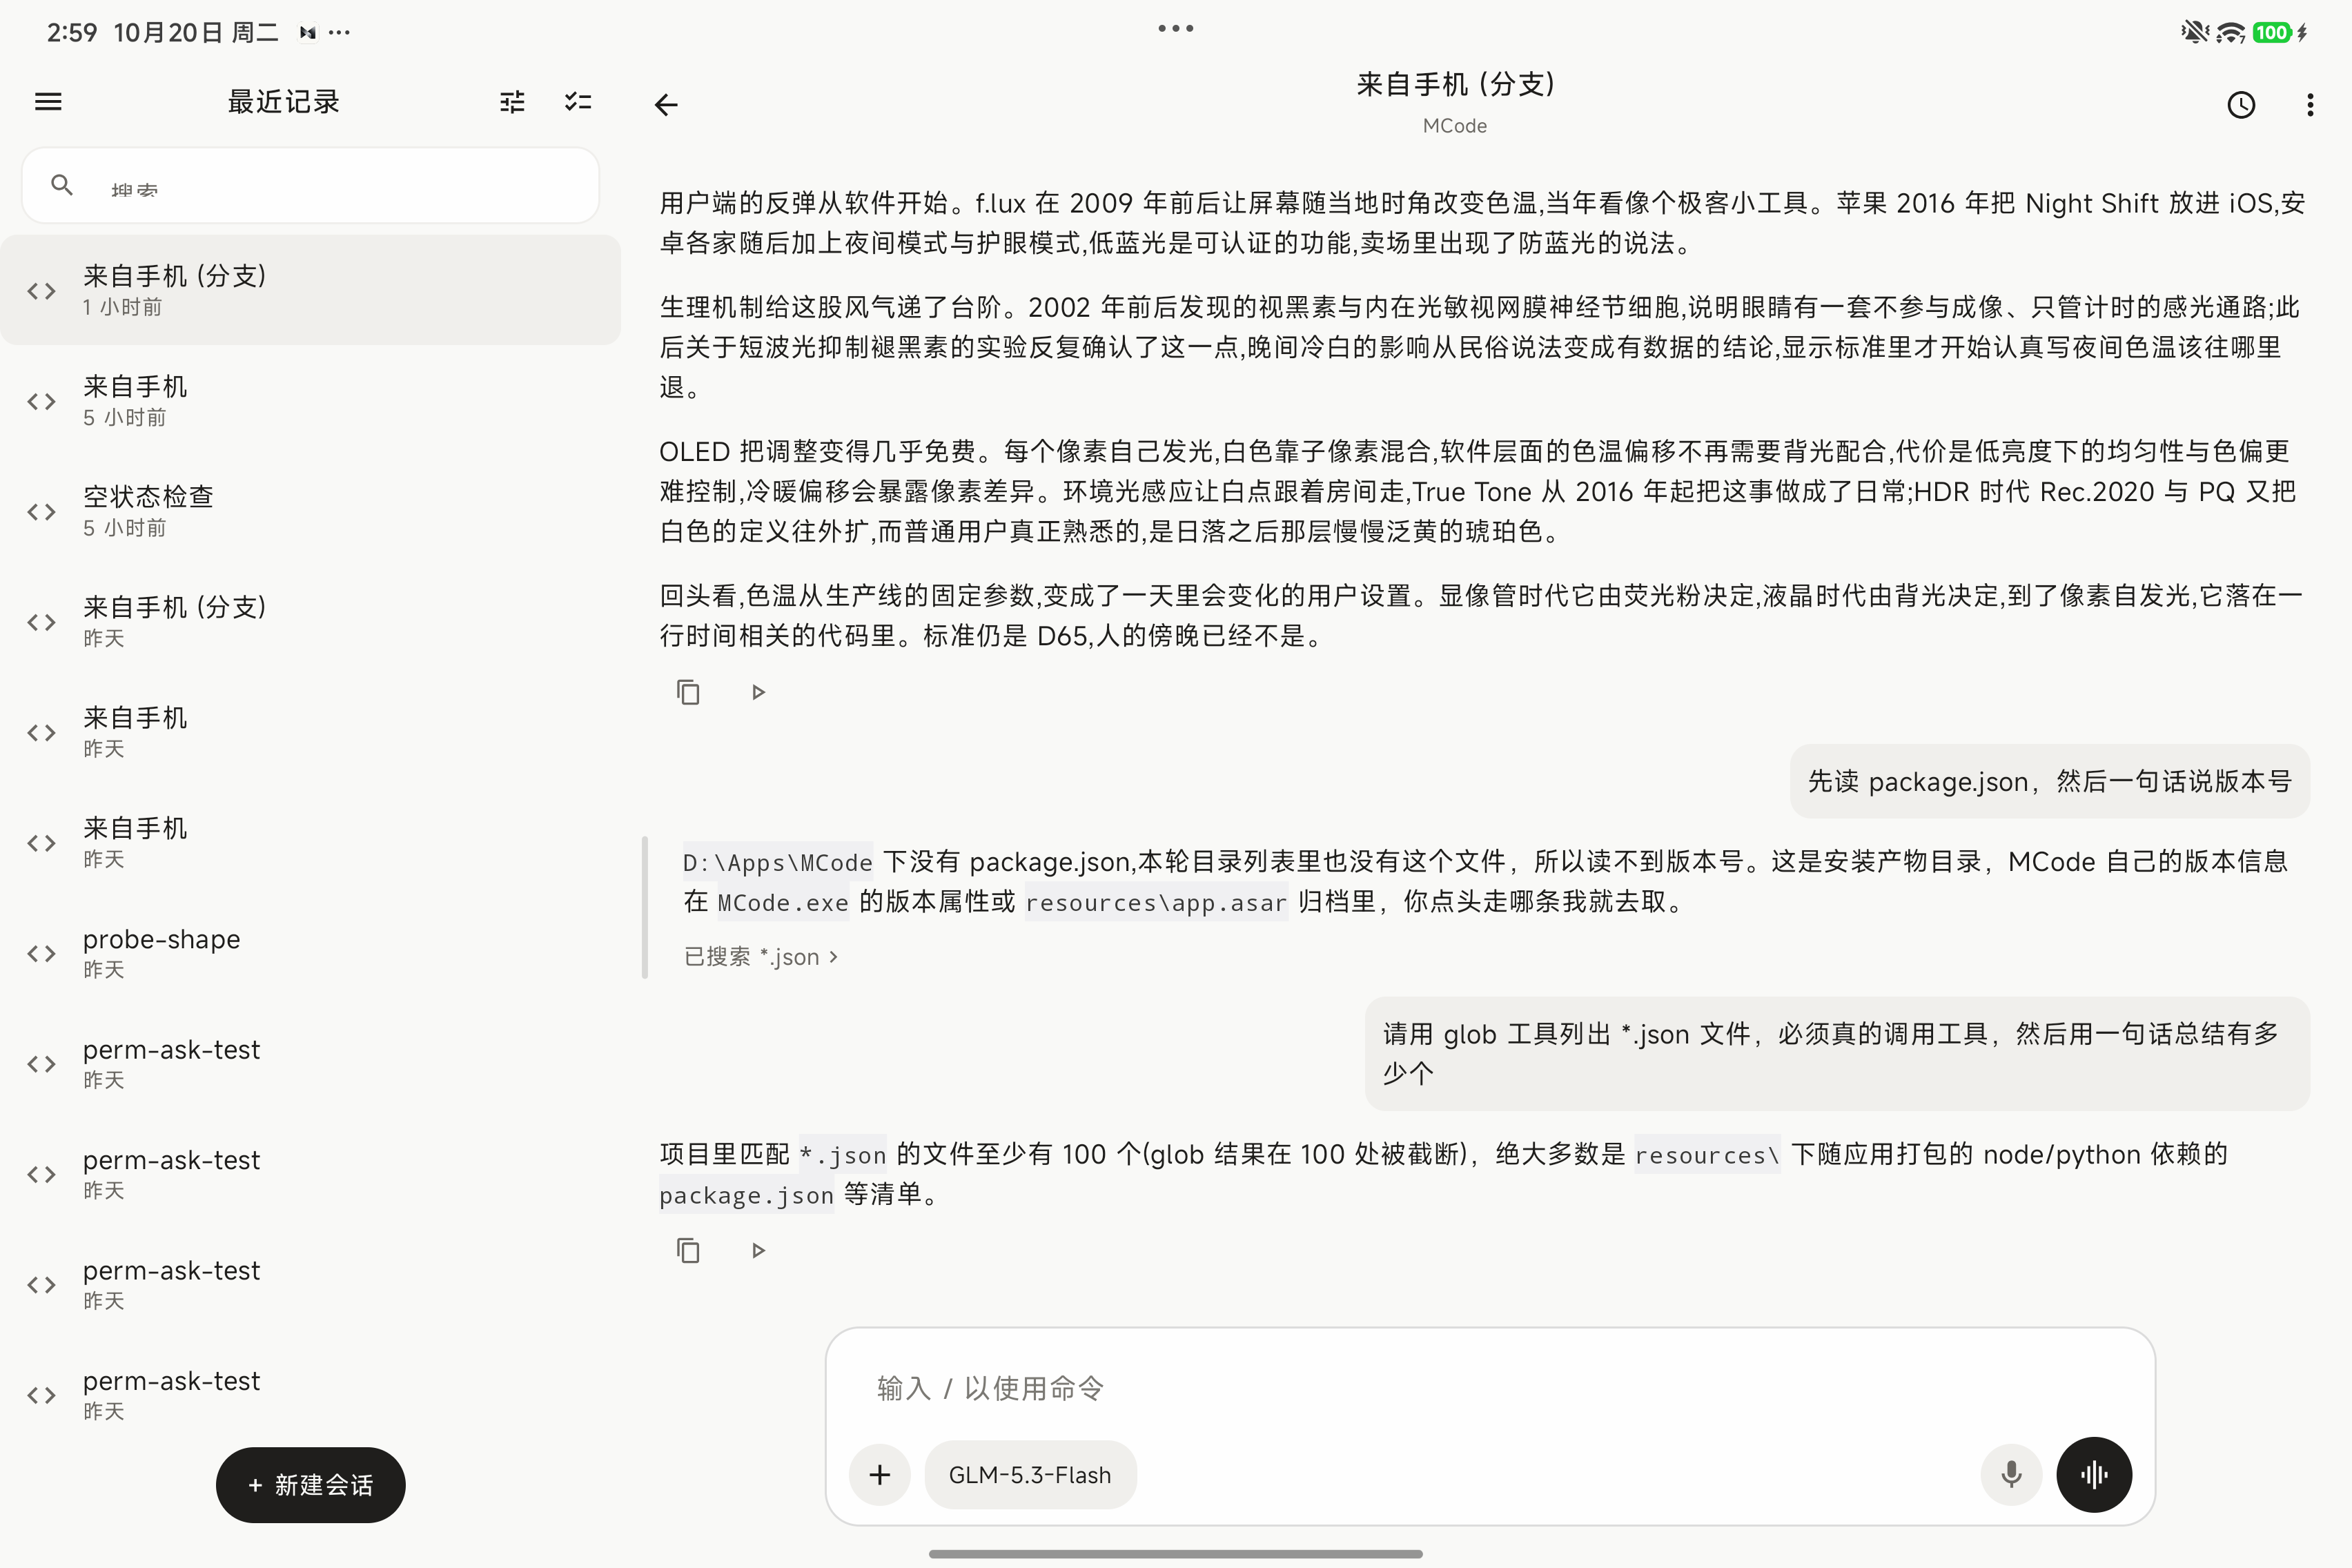 2:59 10月20日 周二
100
最近记录
搜索
来自手机 (分支)
1 小时前
来自手机
5 小时前
空状态检查
5 小时前
来自手机 (分支)
昨天
来自手机
昨天
来自手机
昨天
probe-shape
昨天
perm-ask-test
昨天
perm-ask-test
昨天
perm-ask-test
昨天
perm-ask-test
昨天
+ 新建会话
来自手机 (分支)
MCode
用户端的反弹从软件开始。f.lux 在 2009 年前后让屏幕随当地时角改变色温,当年看像个极客小工具。苹果 2016 年把 Night Shift 放进 iOS,安
卓各家随后加上夜间模式与护眼模式,低蓝光是可认证的功能,卖场里出现了防蓝光的说法。
生理机制给这股风气递了台阶。2002 年前后发现的视黑素与内在光敏视网膜神经节细胞,说明眼睛有一套不参与成像、只管计时的感光通路;此
后关于短波光抑制褪黑素的实验反复确认了这一点,晚间冷白的影响从民俗说法变成有数据的结论,显示标准里才开始认真写夜间色温该往哪里
退。
OLED 把调整变得几乎免费。每个像素自己发光,白色靠子像素混合,软件层面的色温偏移不再需要背光配合,代价是低亮度下的均匀性与色偏更
难控制,冷暖偏移会暴露像素差异。环境光感应让白点跟着房间走,True Tone 从 2016 年起把这事做成了日常;HDR 时代 Rec.2020 与 PQ 又把
白色的定义往外扩,而普通用户真正熟悉的,是日落之后那层慢慢泛黄的琥珀色。
回头看,色温从生产线的固定参数,变成了一天里会变化的用户设置。显像管时代它由荧光粉决定,液晶时代由背光决定,到了像素自发光,它落在一
行时间相关的代码里。标准仍是 D65,人的傍晚已经不是。
先读 package.json，然后一句话说版本号
D:\Apps\MCode 下没有 package.json,本轮目录列表里也没有这个文件，所以读不到版本号。这是安装产物目录，MCode 自己的版本信息
在 MCode.exe 的版本属性或 resources\app.asar 归档里，你点头走哪条我就去取。
已搜索 *.json
请用 glob 工具列出 *.json 文件，必须真的调用工具，然后用一句话总结有多
少个
项目里匹配 *.json 的文件至少有 100 个(glob 结果在 100 处被截断)，绝大多数是 resources\ 下随应用打包的 node/python 依赖的
package.json 等清单。
输入 / 以使用命令
GLM-5.3-Flash